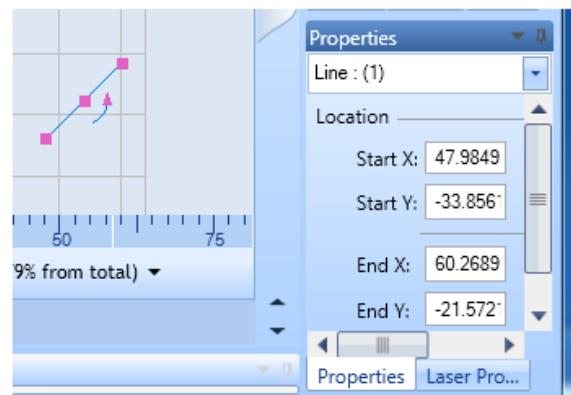 Properties
Line : (1)
Location
Start X: 47.9849
Start Y: -33.856
End X: 60.2689
End Y: -21.572
50 75
9% from total)
Properties Laser Pro...